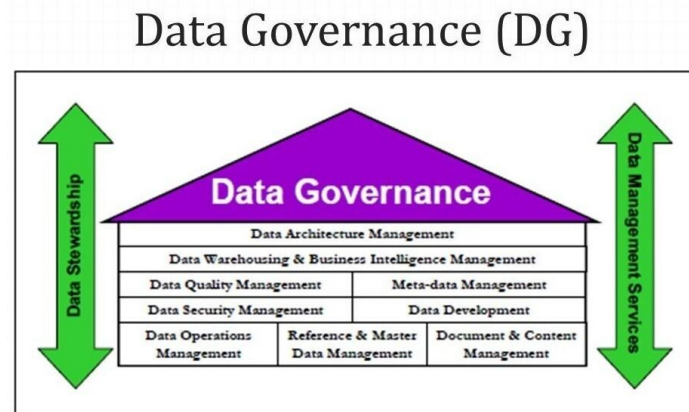 Data Governance (DG)
Data Stewardship
Data Governance
Data Architecture Management
Data Warehousing & Business Intelligence Management
Data Quality Management
Meta-data Management
Data Security Management
Data Development
Data Operations
Management
Reference & Master
Data Management
Document & Content
Management
Data Management Services